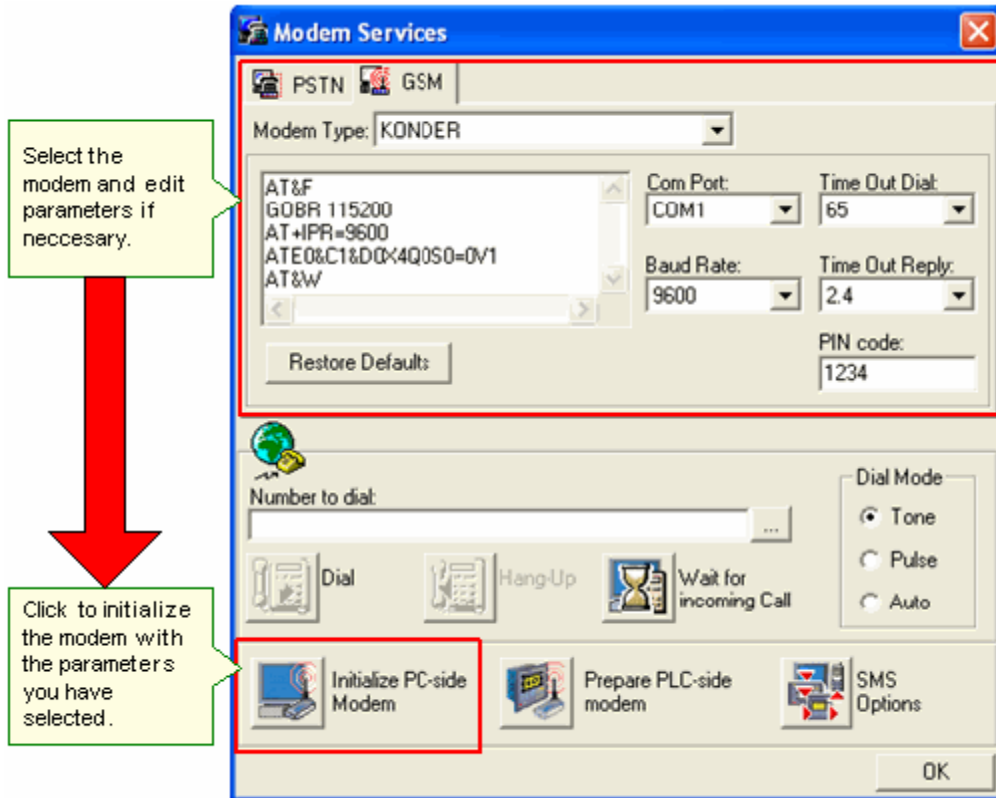 Modem Services
PSTN
GSM
Modem Type: KONDER
Select the
modem and edit
parameters if
neccesary.
AT&F
GOBR 115200
AT+IPR=9600
ATE0&C1&D0X4Q0S0=0V1
AT&W
Com Port:
COM1
Time Out Dial:
65
Baud Rate:
9600
Time Out Reply:
2.4
Restore Defaults
PIN code:
1234
Number to dial:
...
Dial Mode
Tone
Pulse
Auto
Dial
Hang-Up
Wait for
incoming Call
Click to initialize
the modem with
the parameters
you have
selected.
Initialize PC-side
Modem
Prepare PLC-side
modem
SMS
Options
OK